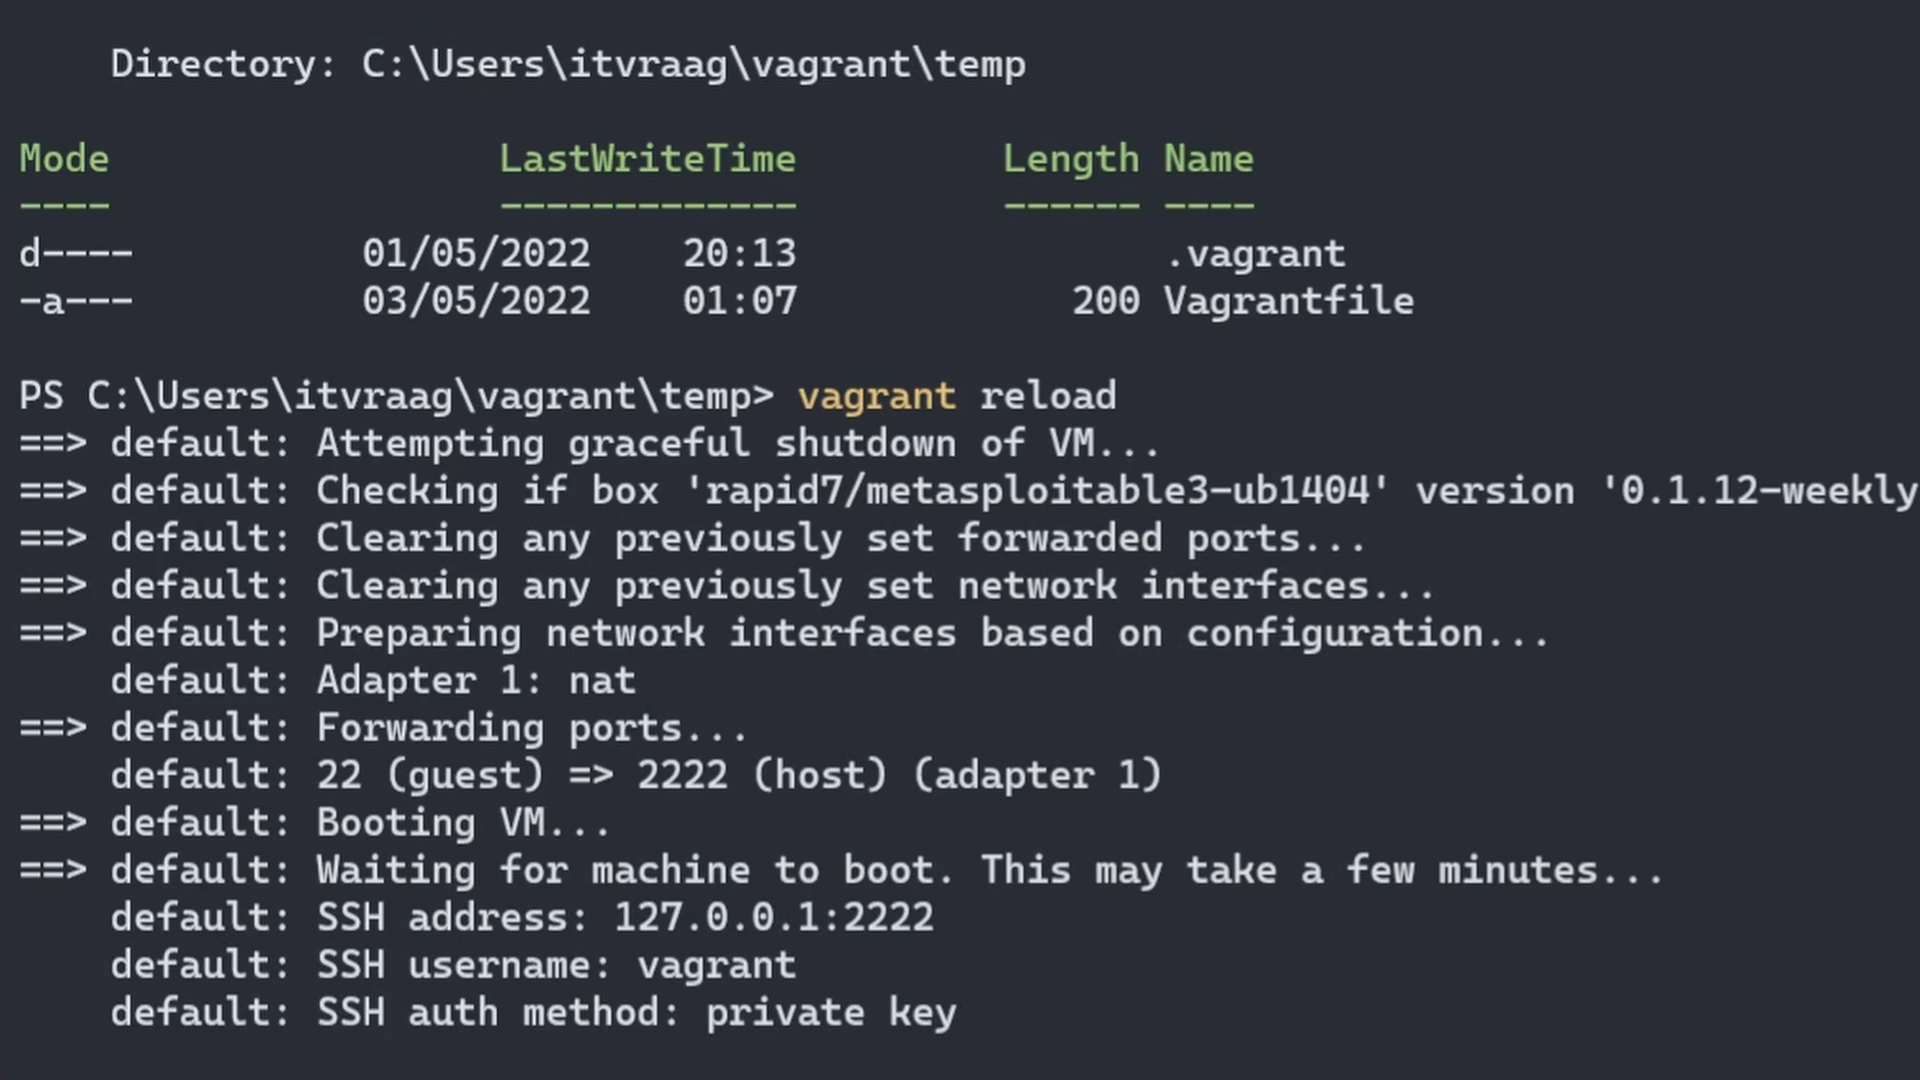 Directory: C:\Users\itvraag\vagrant\temp
Mode LastWriteTime Length Name
---- ------------- ------ ----
d---- 01/05/2022 20:13 .vagrant
-a--- 03/05/2022 01:07 200 Vagrantfile
PS C:\Users\itvraag\vagrant\temp> vagrant reload
==> default: Attempting graceful shutdown of VM...
==> default: Checking if box 'rapid7/metasploitable3-ub1404' version '0.1.12-weekly
==> default: Clearing any previously set forwarded ports...
==> default: Clearing any previously set network interfaces...
==> default: Preparing network interfaces based on configuration...
default: Adapter 1: nat
==> default: Forwarding ports...
default: 22 (guest) => 2222 (host) (adapter 1)
==> default: Booting VM...
==> default: Waiting for machine to boot. This may take a few minutes...
default: SSH address: 127.0.0.1:2222
default: SSH username: vagrant
default: SSH auth method: private key